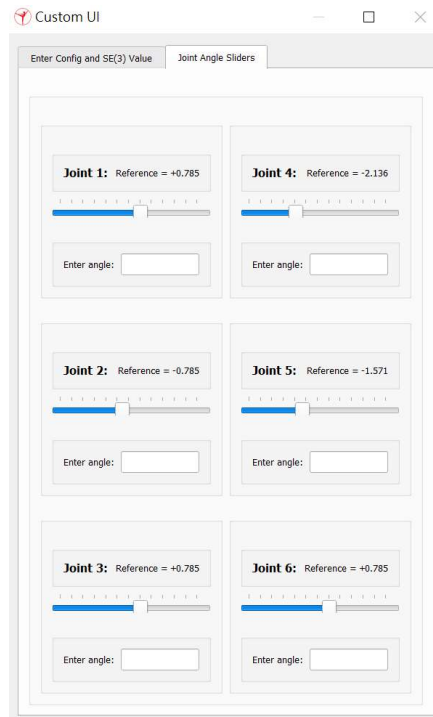 Custom UI
Enter Config and SE(3) Value
Joint Angle Sliders
Joint 1: Reference = +0.785
Enter angle:
Joint 4: Reference = -2.136
Enter angle:
Joint 2: Reference = -0.785
Enter angle:
Joint 5: Reference = -1.571
Enter angle:
Joint 3: Reference = +0.785
Enter angle:
Joint 6: Reference = +0.785
Enter angle: